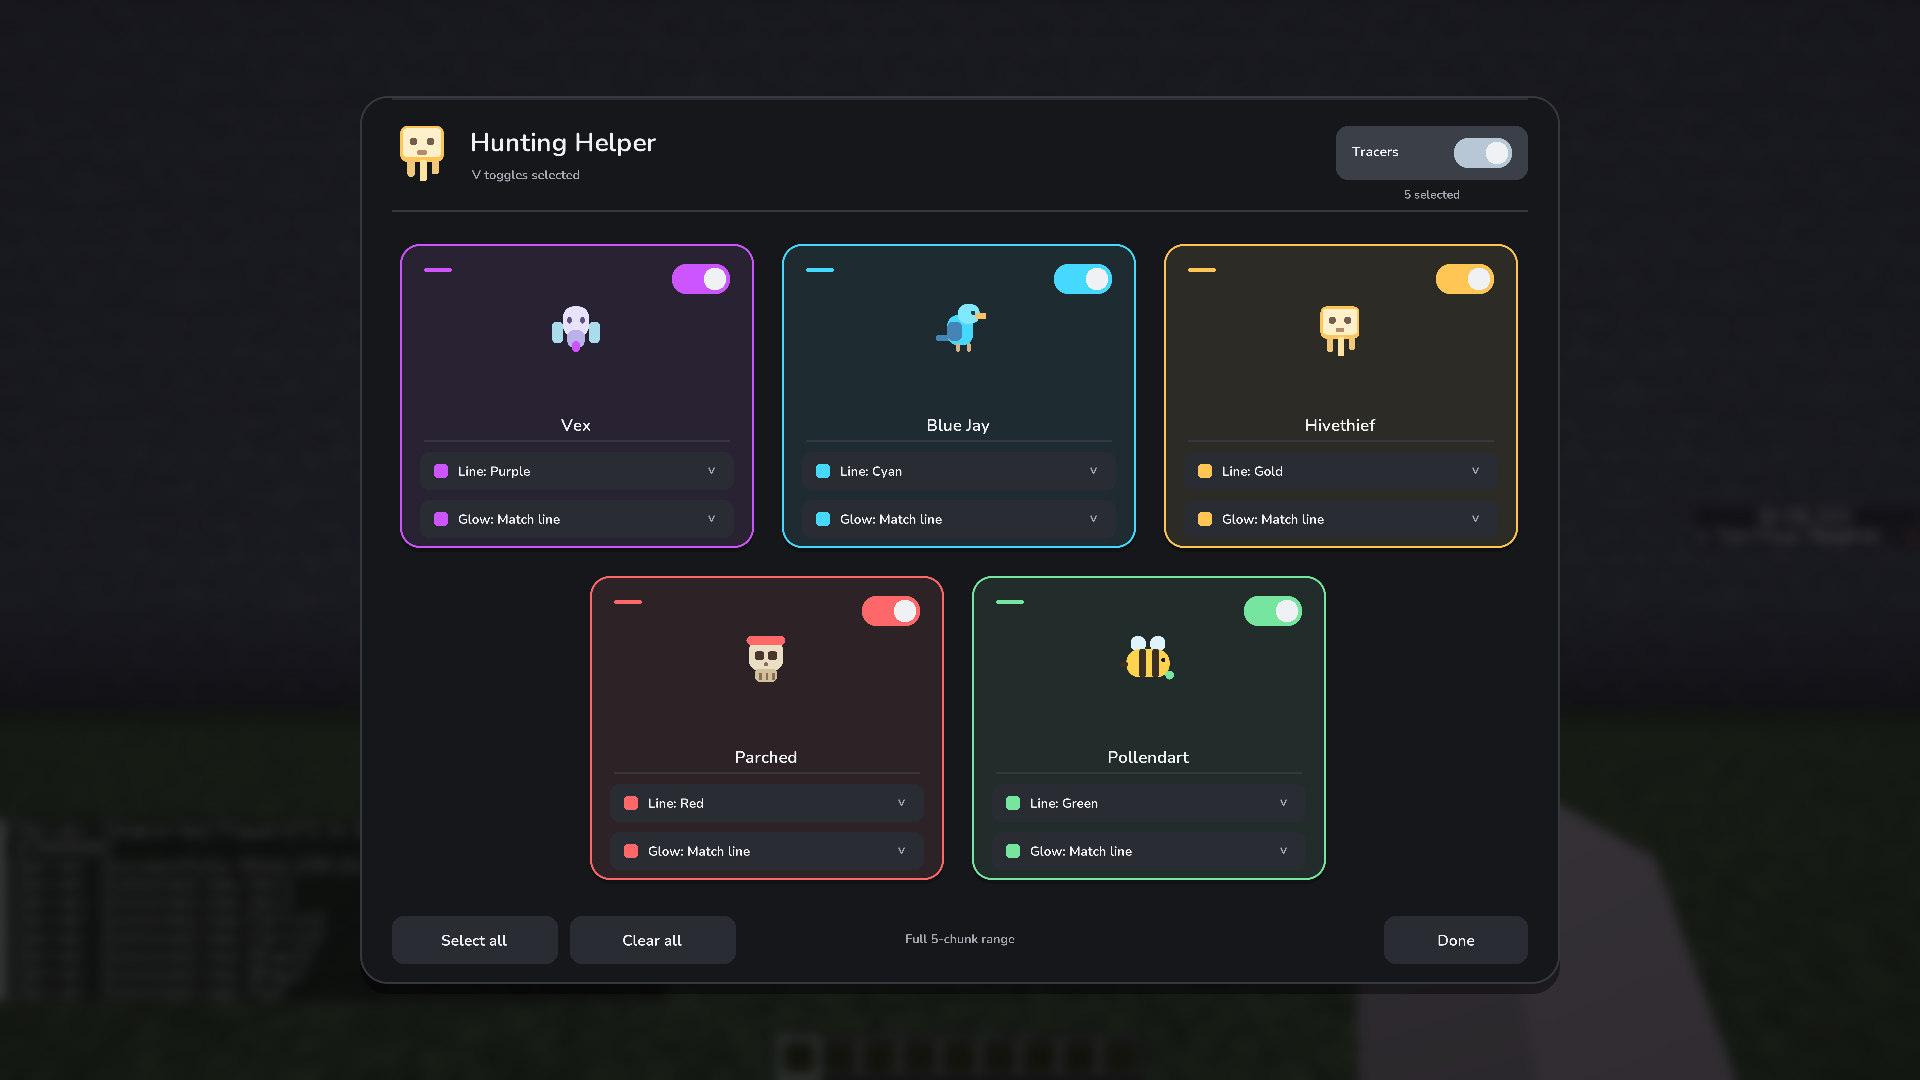 Hunting Helper
V toggles selected
Tracers
5 selected
Vex
Line: Purple
Glow: Match line
Blue Jay
Line: Cyan
Glow: Match line
Hivethief
Line: Gold
Glow: Match line
Parched
Line: Red
Glow: Match line
Pollendart
Line: Green
Glow: Match line
Select all
Clear all
Full 5-chunk range
Done